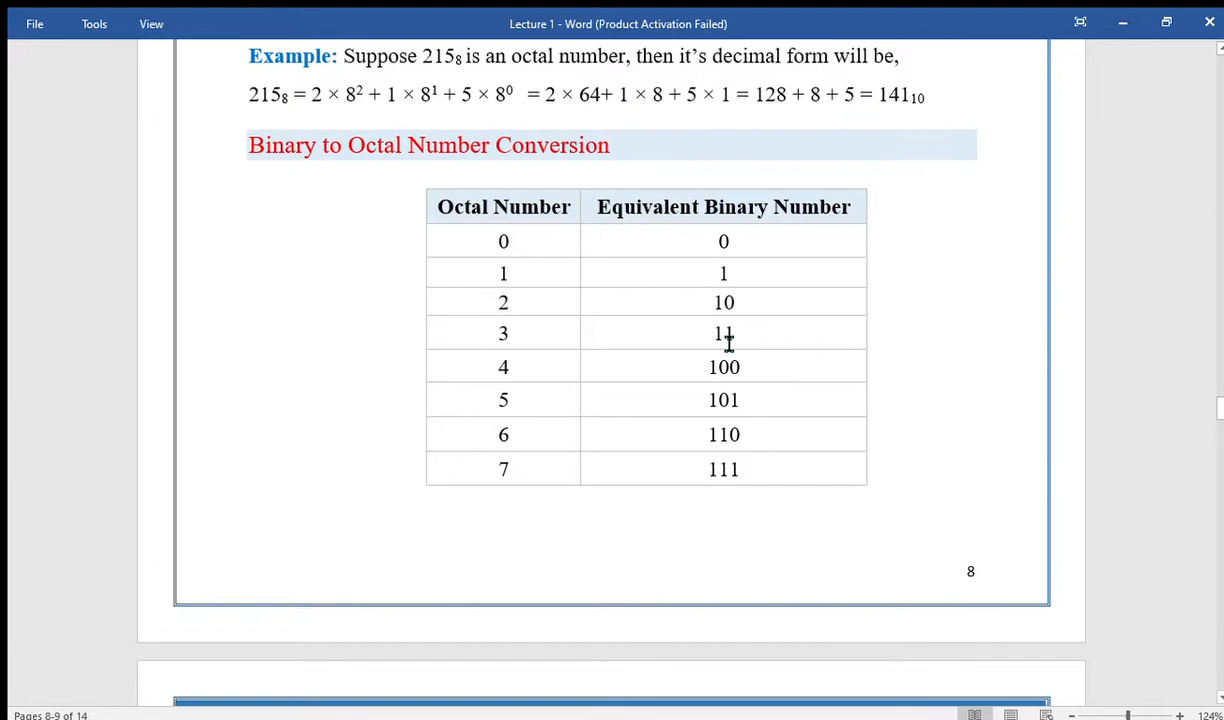 File Tools View Lecture 1 - Word (Product Activation Failed)
Example: Suppose 215₈ is an octal number, then it’s decimal form will be,
215₈ = 2 × 8² + 1 × 8¹ + 5 × 8⁰ = 2 × 64+ 1 × 8 + 5 × 1 = 128 + 8 + 5 = 141₁₀
Binary to Octal Number Conversion
Octal Number Equivalent Binary Number
0 0
1 1
2 10
3 11
4 100
5 101
6 110
7 111
8
Pages 8-9 of 14 124%